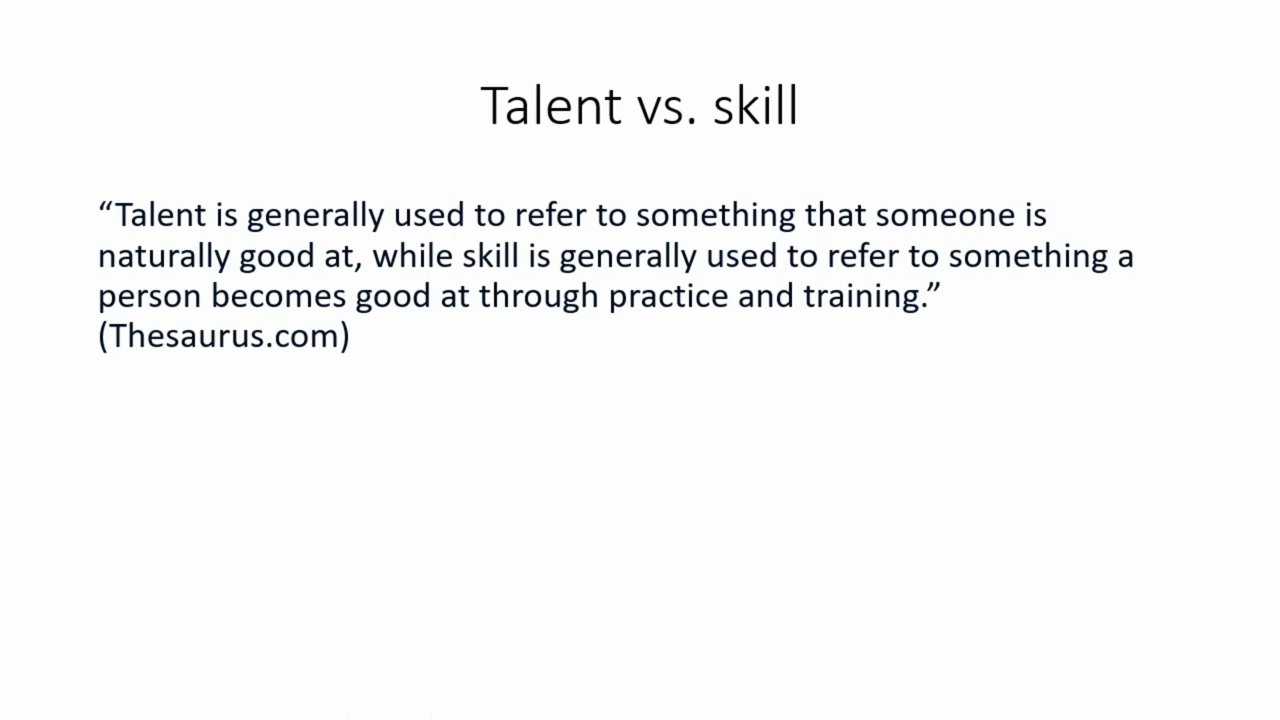 Talent vs. skill
“Talent is generally used to refer to something that someone is
naturally good at, while skill is generally used to refer to something a
person becomes good at through practice and training.”
(Thesaurus.com)